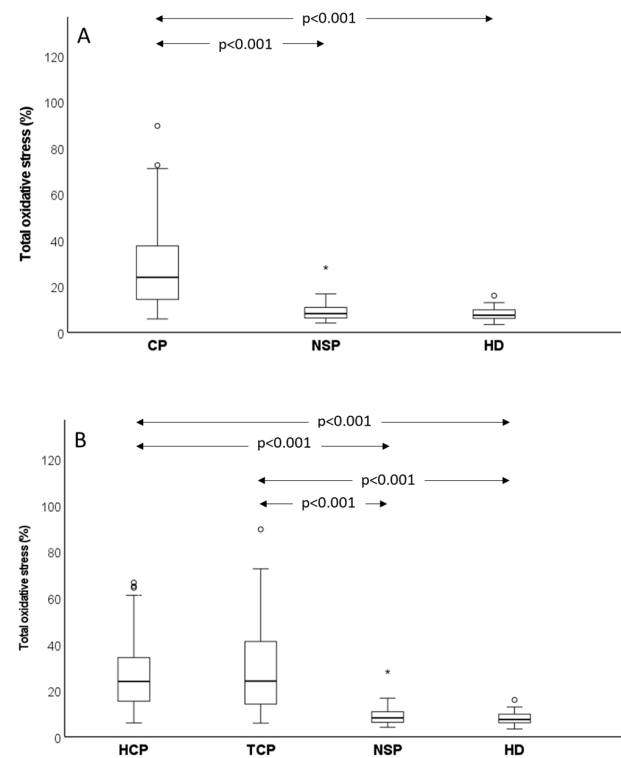 p<0.001
A
p<0.001
120
100
80
60
40
20
0
Total oxidative stress (%)
CP NSP HD
p<0.001
B
p<0.001
p<0.001
p<0.001
120
100
80
60
40
20
0
Total oxidative stress (%)
HCP TCP NSP HD